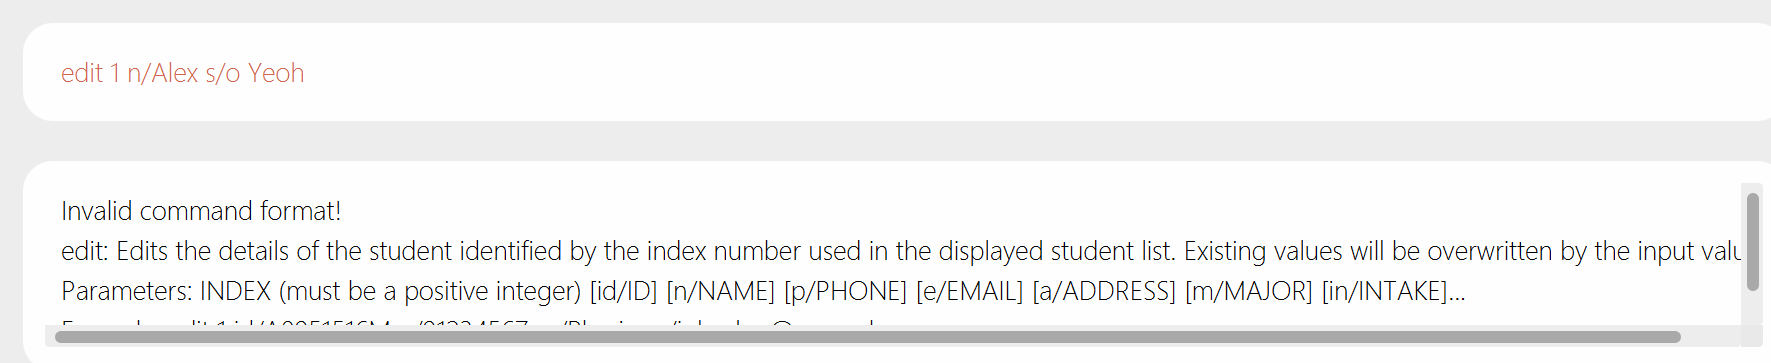 edit 1 n/Alex s/o Yeoh
Invalid command format!
edit: Edits the details of the student identified by the index number used in the displayed student list. Existing values will be overwritten by the input
Parameters: INDEX (must be a positive integer) [id/ID] [n/NAME] [p/PHONE] [e/EMAIL] [a/ADDRESS] [m/MAJOR] [in/INTAKE]...